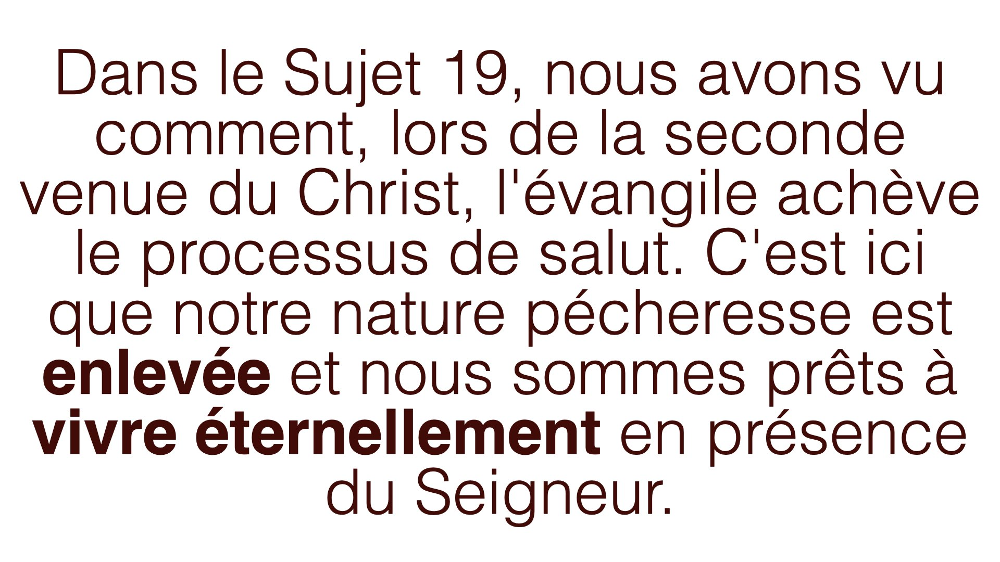 Dans le Sujet 19, nous avons vu
comment, lors de la seconde
venue du Christ, l'évangile achève
le processus de salut. C'est ici
que notre nature pécheresse est
enlevée et nous sommes prêts à
vivre éternellement en présence
du Seigneur.